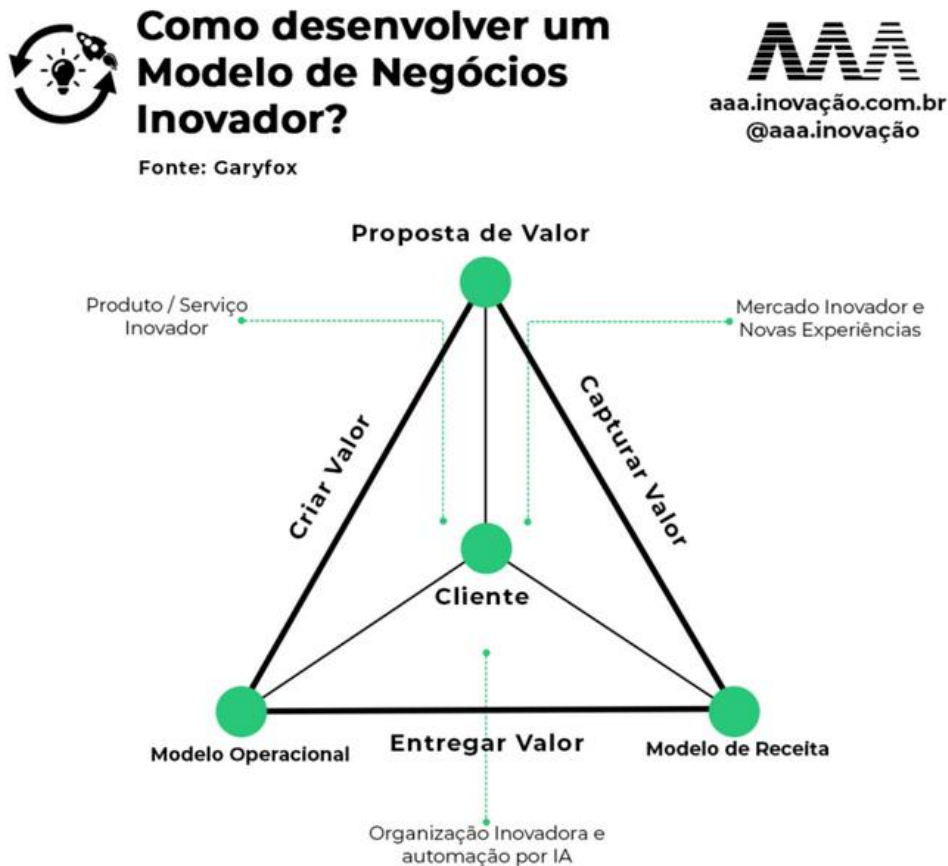 Como desenvolver um
Modelo de Negócios
Inovador?
Fonte: Garyfox
AAA
aaa.inovação.com.br
@aaa.inovação
Proposta de Valor
Produto / Serviço
Inovador
Mercado Inovador e
Novas Experiências
Criar Valor
Capturar Valor
Cliente
Modelo Operacional
Entregar Valor
Modelo de Receita
Organização Inovadora e
automação por IA